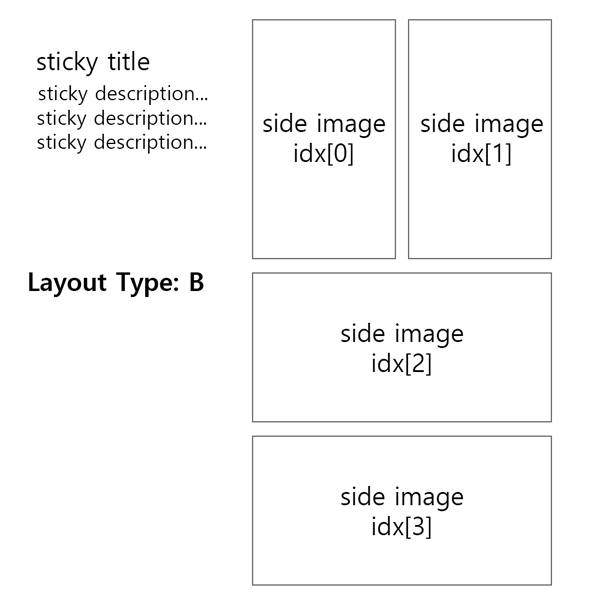 sticky title
sticky description...
sticky description...
sticky description...
side image
idx[0]
side image
idx[1]
Layout Type: B
side image
idx[2]
side image
idx[3]